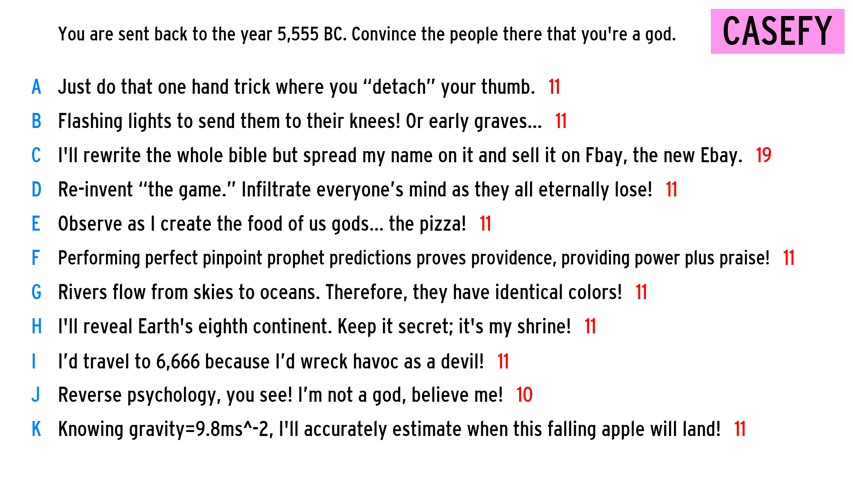 You are sent back to the year 5,555 BC. Convince the people there that you're a god.
CASEFY
A Just do that one hand trick where you “detach” your thumb. 11
B Flashing lights to send them to their knees! Or early graves... 11
C I'll rewrite the whole bible but spread my name on it and sell it on Fbay, the new Ebay. 19
D Re-invent “the game.” Infiltrate everyone’s mind as they all eternally lose! 11
E Observe as I create the food of us gods... the pizza! 11
F Performing perfect pinpoint prophet predictions proves providence, providing power plus praise! 11
G Rivers flow from skies to oceans. Therefore, they have identical colors! 11
H I'll reveal Earth's eighth continent. Keep it secret; it's my shrine! 11
I I’d travel to 6,666 because I’d wreck havoc as a devil! 11
J Reverse psychology, you see! I’m not a god, believe me! 10
K Knowing gravity=9.8ms^-2, I'll accurately estimate when this falling apple will land! 11